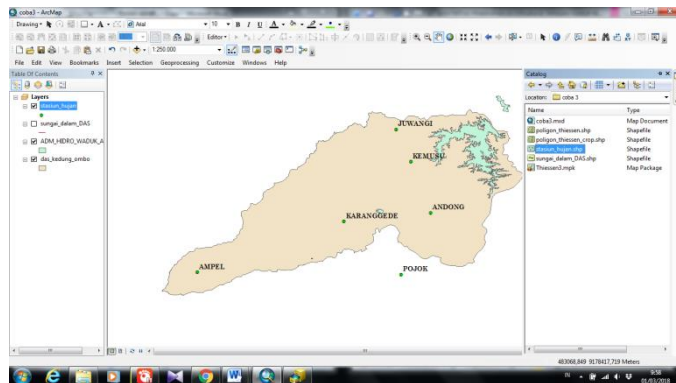 coba3 - ArcMap
Drawing
Arial
10
B I U A
Editor
1:250.000
File Edit View Bookmarks Insert Selection Geoprocessing Customize Windows Help
Table Of Contents
Layers
stasiun_hujan
sungai_dalam_DAS
ADM_HIDRO_WADUK_A
das_kedung_ombo
JUWANGI
KEMUSU
ANDONG
KARANGGEDE
AMPEL
POJOK
Catalog
Location: coba 3
Name Type
coba3.mxd Map Document
poligon_thiessen.shp Shapefile
poligon_thiessen_crop.shp Shapefile
stasiun_hujan.shp Shapefile
sungai_dalam_DAS.shp Shapefile
Thiessen3.mpk Map Package
483068,849 9178417,719 Meters
IN
9:58
01/03/2018